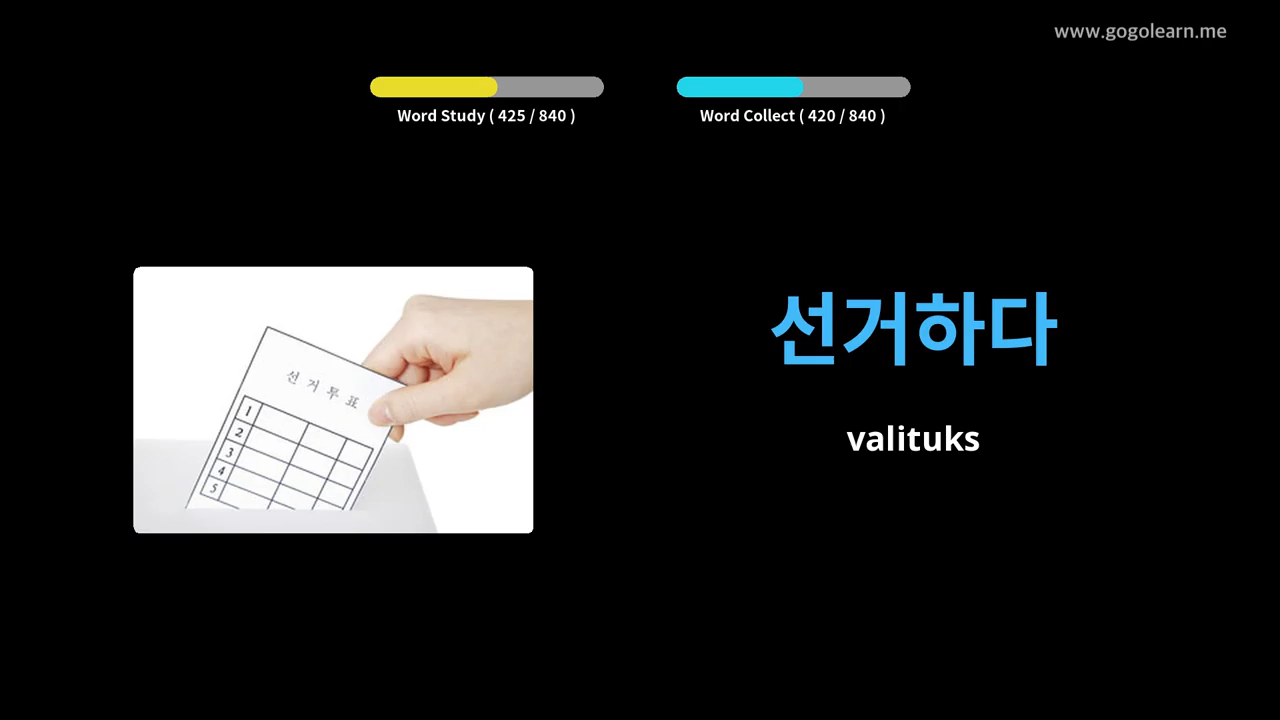 www.gogolearn.me
Word Study ( 425 / 840 )
Word Collect ( 420 / 840 )
선거투표
1
2
3
4
5
선거하다
valituks